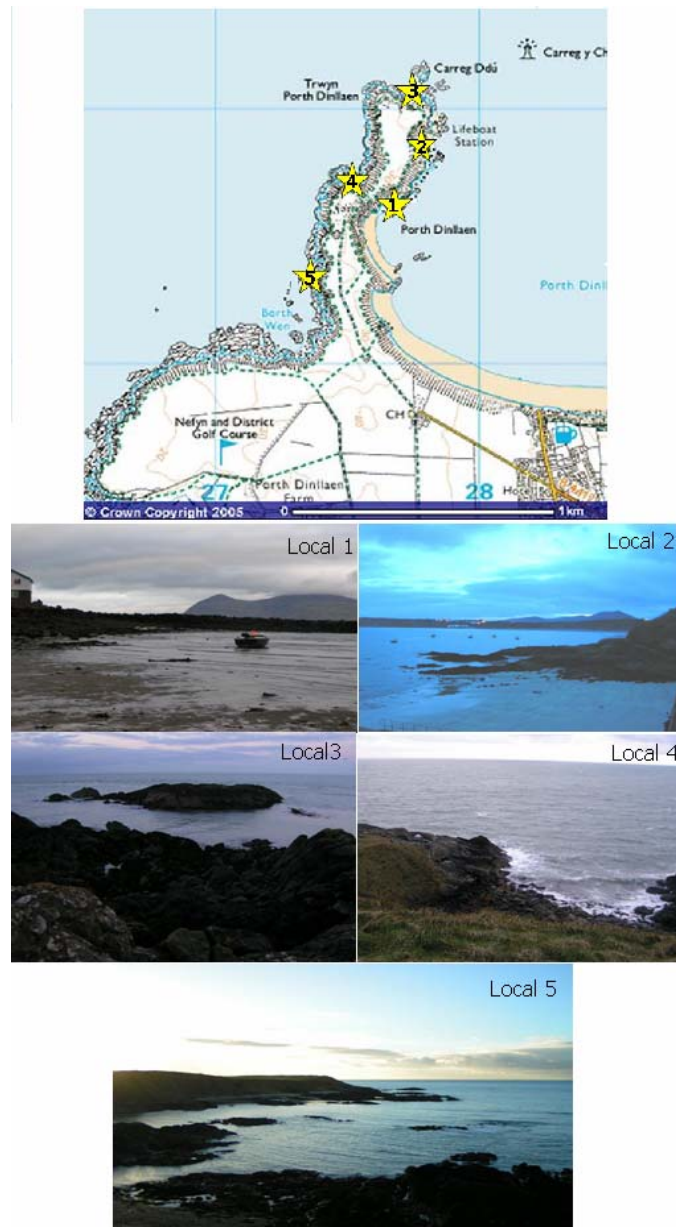 Carreg Ddú
Carreg y Ch
Trwyn
Porth Dinllaen
3
Lifeboat
Station
2
4
1
Porth Dinllaen
5
Borth
Wen
Porth Dinll
CH
Nefyn and District
Golf Course
27
Porth Dinllaen
Farm
28
Hotel
© Crown Copyright 2005
0
1km
Local 1
Local 2
Local3
Local 4
Local 5